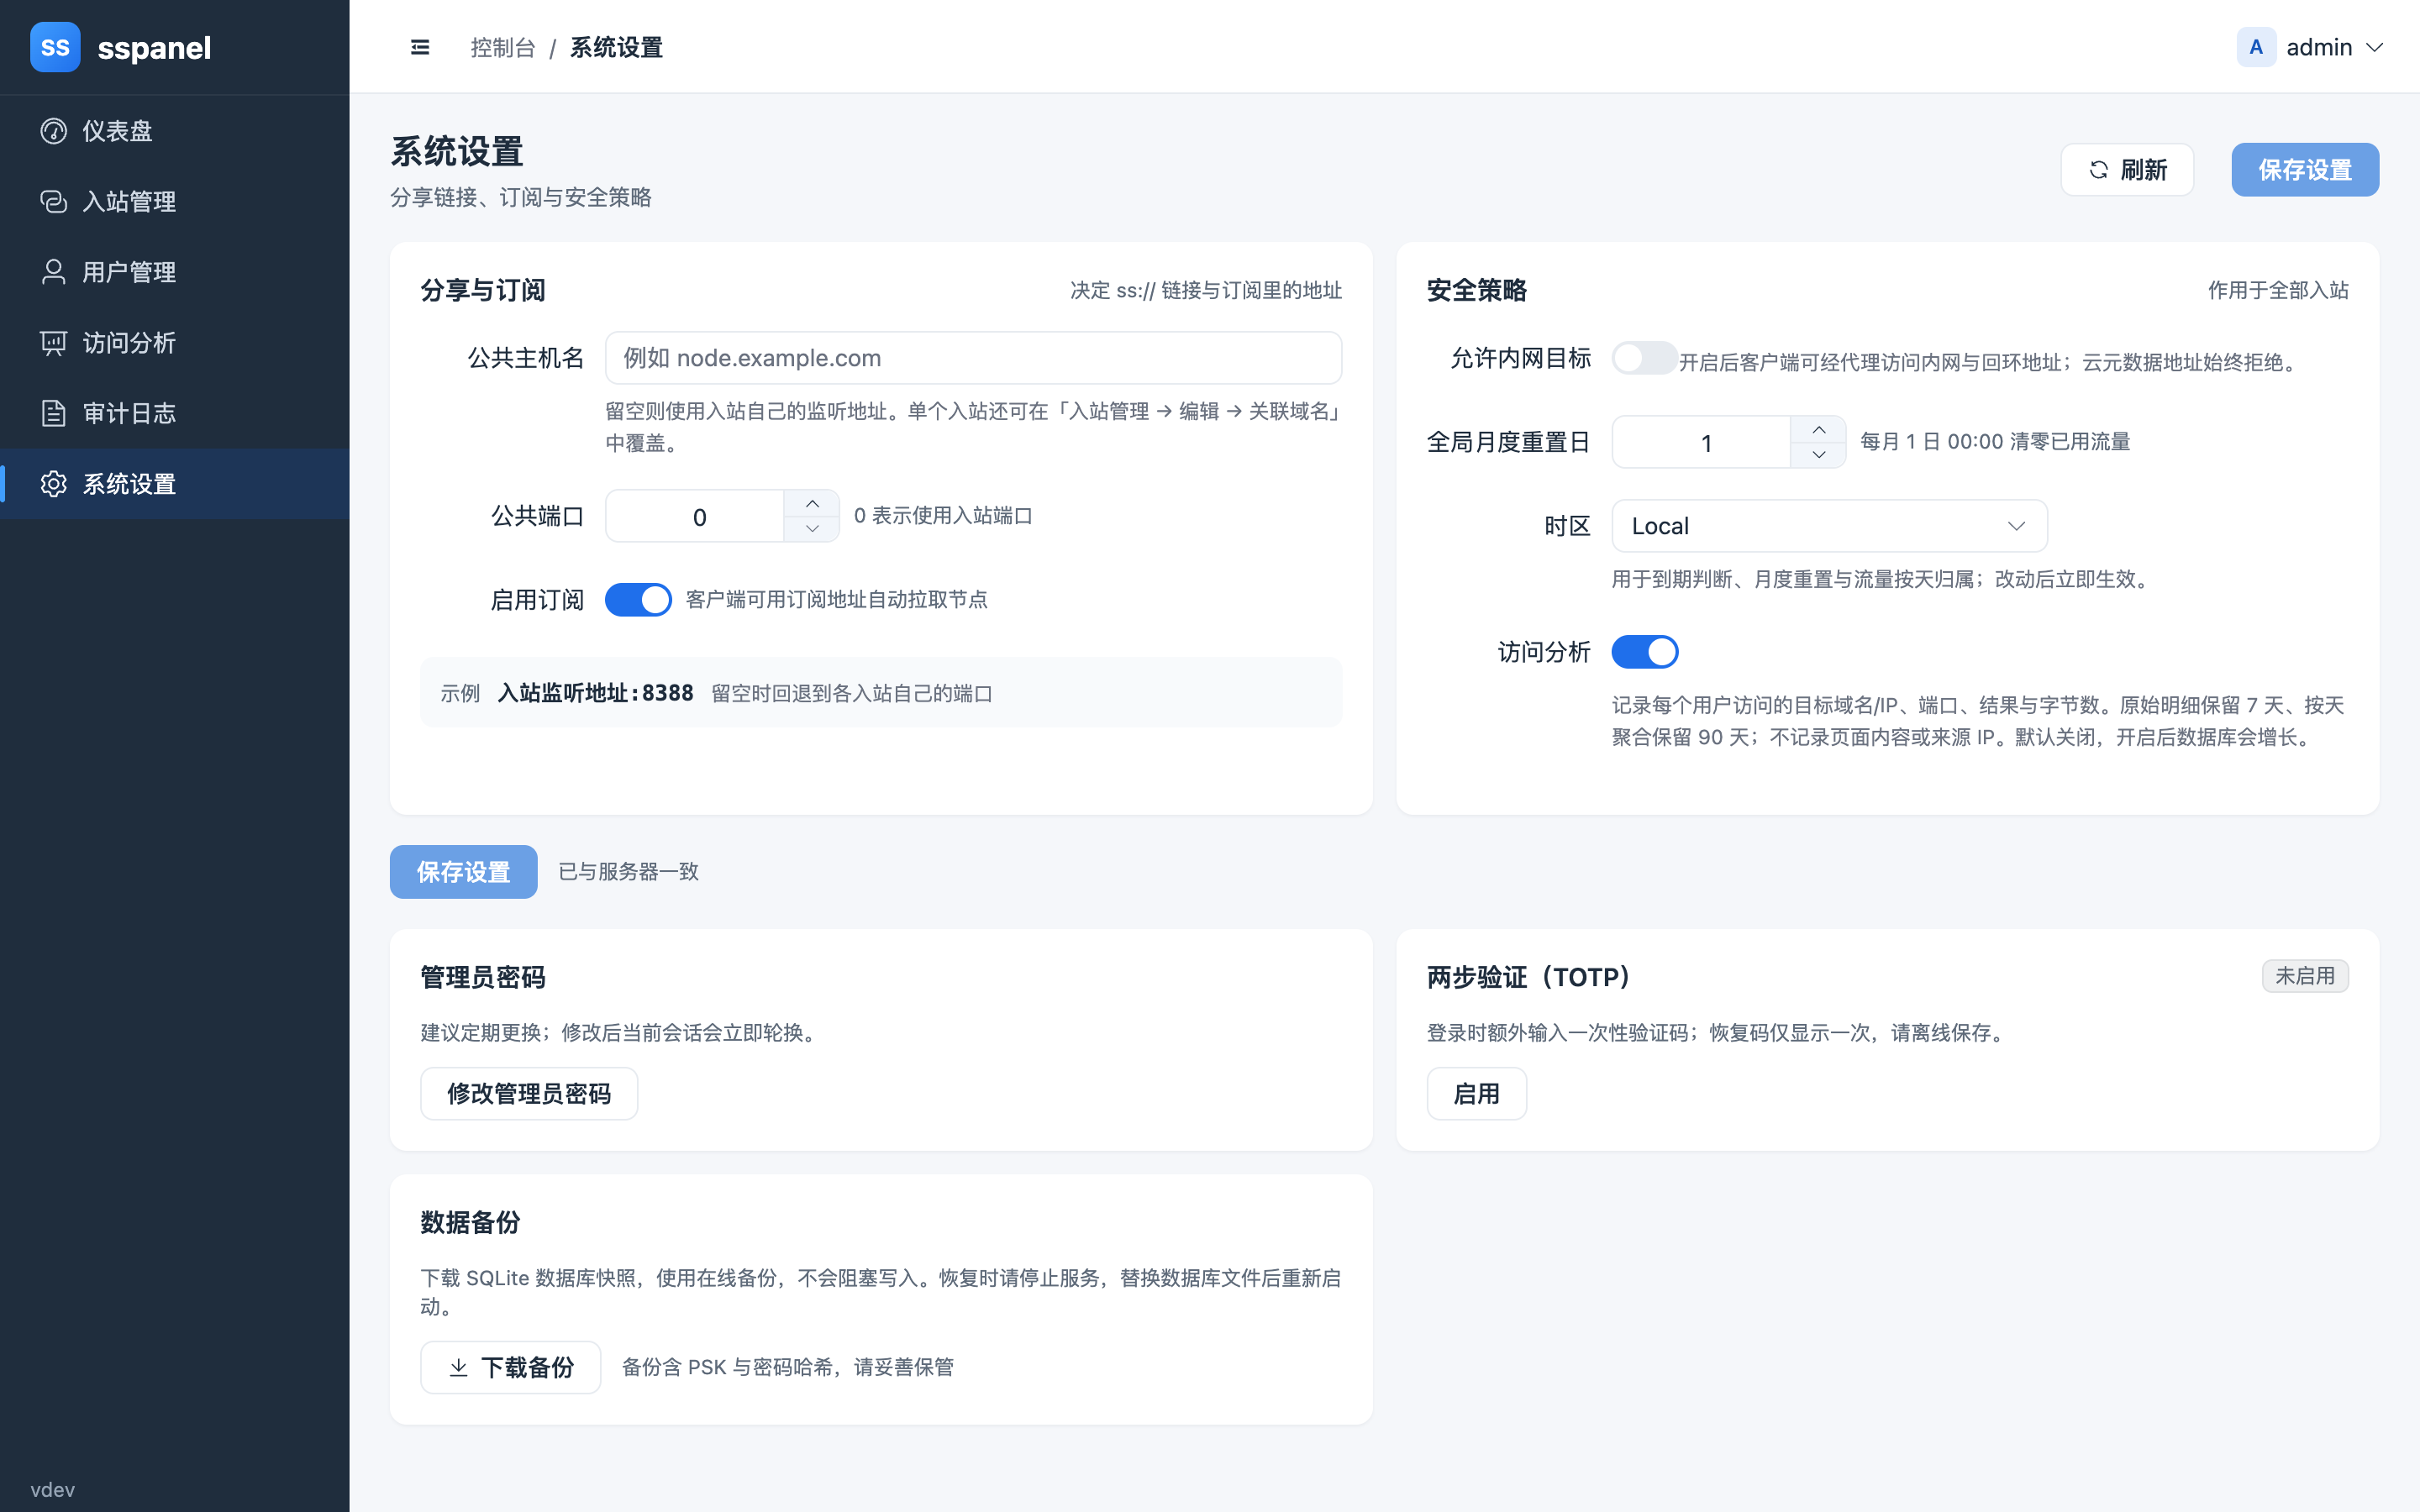 SS sspanel
仪表盘
入站管理
用户管理
访问分析
审计日志
系统设置
vdev
控制台 / 系统设置
A admin
系统设置
分享链接、订阅与安全策略
刷新
保存设置
分享与订阅
决定 ss:// 链接与订阅里的地址
公共主机名
例如 node.example.com
留空则使用入站自己的监听地址。单个入站还可在「入站管理 → 编辑 → 关联域名」
中覆盖。
公共端口
0
0 表示使用入站端口
启用订阅
客户端可用订阅地址自动拉取节点
示例 入站监听地址:8388 留空时回退到各入站自己的端口
安全策略
作用于全部入站
允许内网目标
开启后客户端可经代理访问内网与回环地址；云元数据地址始终拒绝。
全局月度重置日
1
每月 1 日 00:00 清零已用流量
时区
Local
用于到期判断、月度重置与流量按天归属；改动后立即生效。
访问分析
记录每个用户访问的目标域名/IP、端口、结果与字节数。原始明细保留 7 天、按天
聚合保留 90 天；不记录页面内容或来源 IP。默认关闭，开启后数据库会增长。
保存设置
已与服务器一致
管理员密码
建议定期更换；修改后当前会话会立即轮换。
修改管理员密码
两步验证（TOTP）
未启用
登录时额外输入一次性验证码；恢复码仅显示一次，请离线保存。
启用
数据备份
下载 SQLite 数据库快照，使用在线备份，不会阻塞写入。恢复时请停止服务，替换数据库文件后重新启
动。
下载备份
备份含 PSK 与密码哈希，请妥善保管